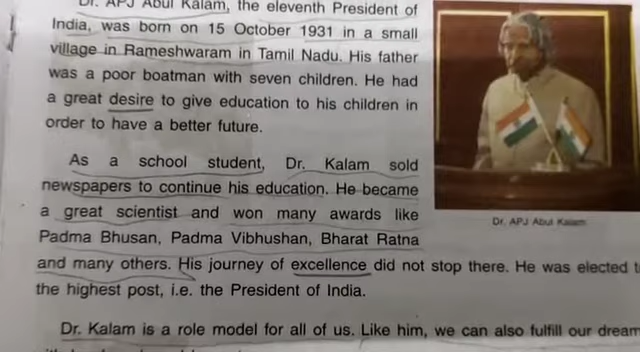 Dr. APJ Abul Kalam, the eleventh President of
India, was born on 15 October 1931 in a small
village in Rameshwaram in Tamil Nadu. His father
was a poor boatman with seven children. He had
a great desire to give education to his children in
order to have a better future.
As a school student, Dr. Kalam sold
newspapers to continue his education. He became
a great scientist and won many awards like
Padma Bhusan, Padma Vibhushan, Bharat Ratna
and many others. His journey of excellence did not stop there. He was elected
the highest post, i.e. the President of India.
Dr. APJ Abul Kalam
Dr. Kalam is a role model for all of us. Like him, we can also fulfill our dream